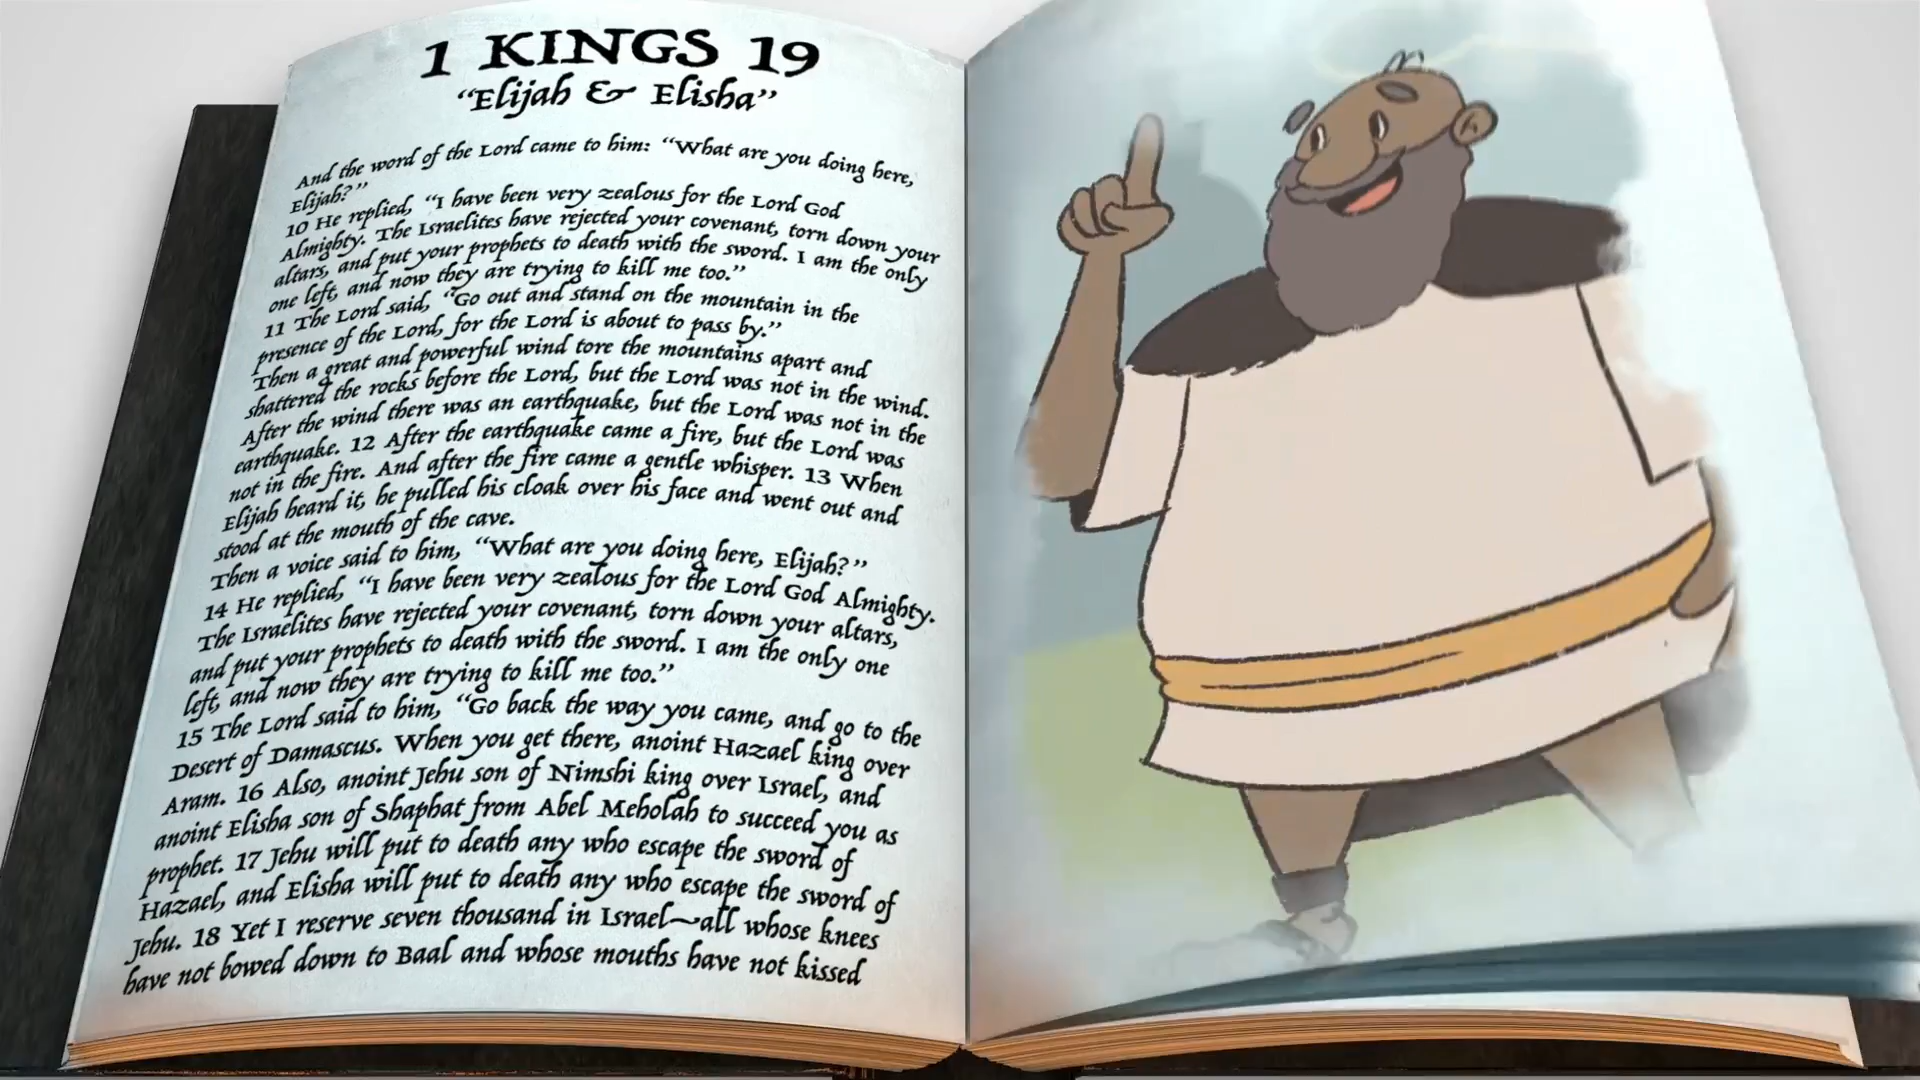 1 KINGS 19
“Elijah & Elisha”
And the word of the Lord came to him: “What are you doing here,
Elijah?”
10 He replied, “I have been very zealous for the Lord God
Almighty. The Israelites have rejected your covenant, torn down your
altars, and put your prophets to death with the sword. I am the only
one left, and now they are trying to kill me too.”
11 The Lord said, “Go out and stand on the mountain in the
presence of the Lord, for the Lord is about to pass by.”
Then a great and powerful wind tore the mountains apart and
shattered the rocks before the Lord, but the Lord was not in the wind.
After the wind there was an earthquake, but the Lord was not in the
earthquake. 12 After the earthquake came a fire, but the Lord was
not in the fire. And after the fire came a gentle whisper. 13 When
Elijah heard it, he pulled his cloak over his face and went out and
stood at the mouth of the cave.
Then a voice said to him, “What are you doing here, Elijah?”
14 He replied, “I have been very zealous for the Lord God Almighty.
The Israelites have rejected your covenant, torn down your altars,
and put your prophets to death with the sword. I am the only one
left, and now they are trying to kill me too.”
15 The Lord said to him, “Go back the way you came, and go to the
Desert of Damascus. When you get there, anoint Hazael king over
Aram. 16 Also, anoint Jehu son of Nimshi king over Israel, and
anoint Elisha son of Shaphat from Abel Meholah to succeed you as
prophet. 17 Jehu will put to death any who escape the sword of
Hazael, and Elisha will put to death any who escape the sword of
Jehu. 18 Yet I reserve seven thousand in Israel—all whose knees
have not bowed down to Baal and whose mouths have not kissed